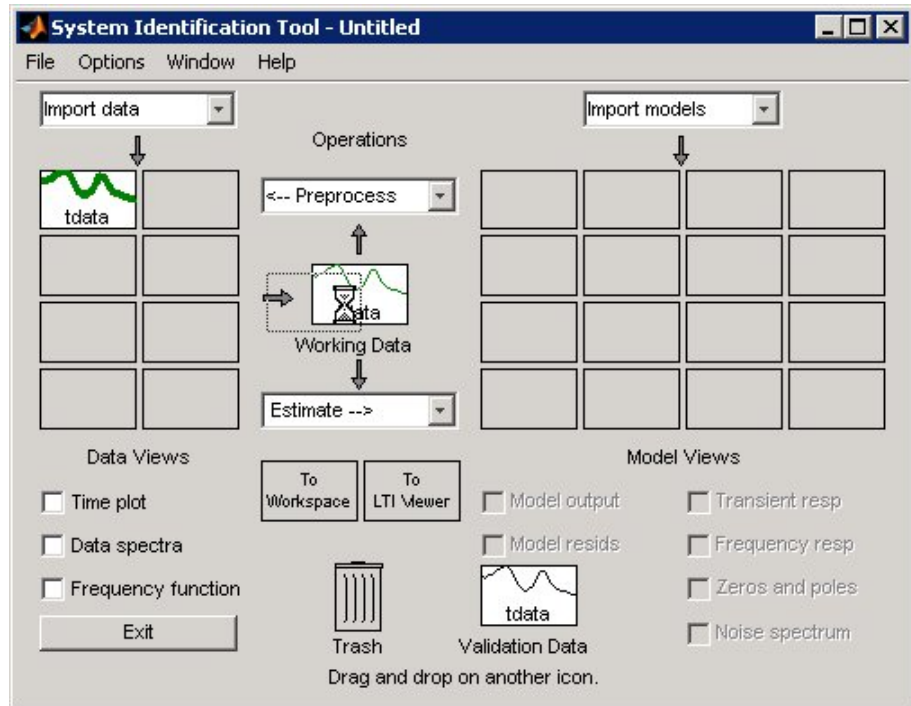 System Identification Tool - Untitled
File Options Window Help
Import data
Import models
Operations
<-- Preprocess
tdata
ata
Working Data
Estimate -->
Data Views
Model Views
To Workspace
To LTI Viewer
Time plot
Data spectra
Frequency function
Model output
Model resids
Transient resp
Frequency resp
Zeros and poles
Noise spectrum
Exit
Trash
tdata
Validation Data
Drag and drop on another icon.